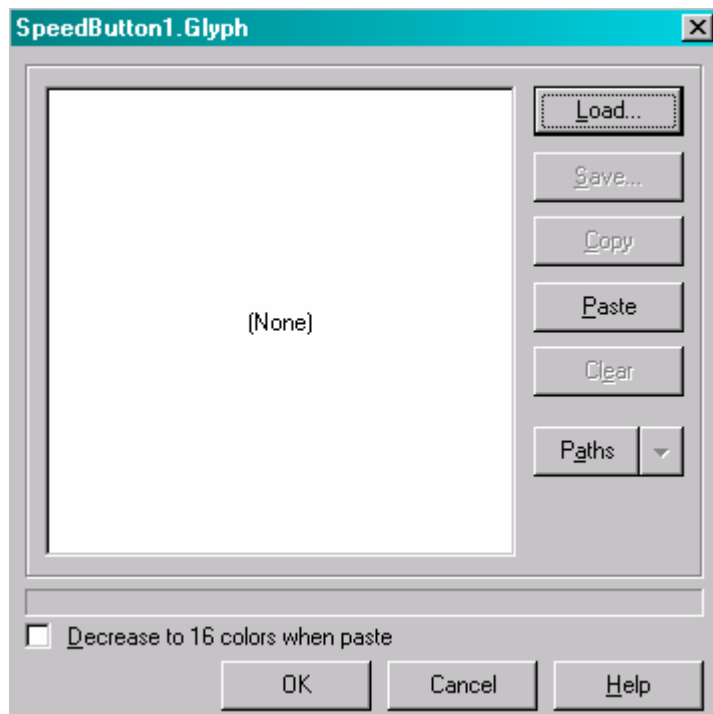 SpeedButton1.Glyph
Load...
Save...
Copy
Paste
(None)
Clear
Paths
Decrease to 16 colors when paste
OK Cancel Help